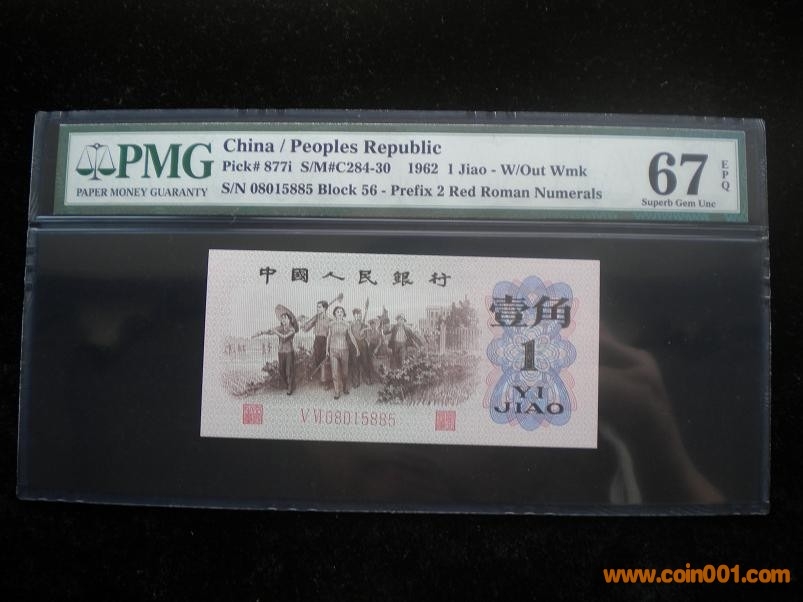 PMG
PAPER MONEY GUARANTY
China / Peoples Republic
Pick# 877i S/M#C284-30 1962 1 Jiao - W/Out Wmk
S/N 08015885 Block 56 - Prefix 2 Red Roman Numerals
67
EPQ
Superb Gem Unc
中國人民銀行
壹角
1
YI
JIAO
V VI 08015885
www.coin001.com